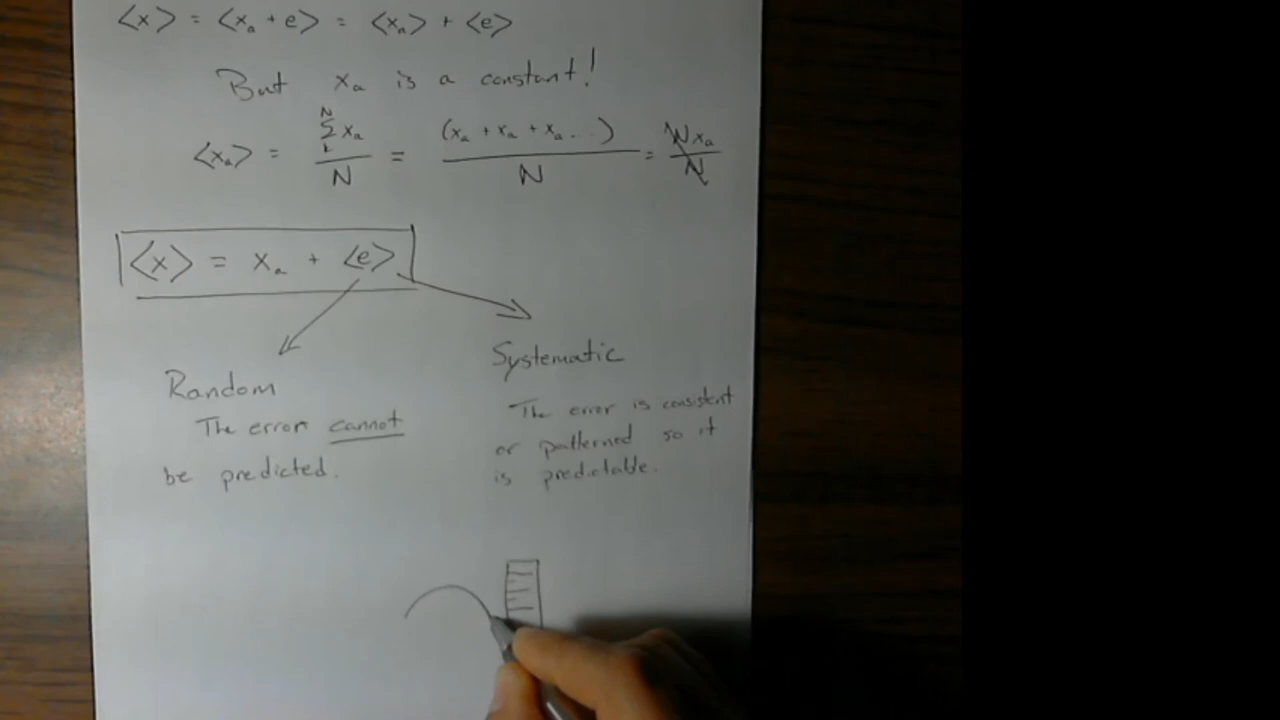 <x> = <xₐ + e> = <xₐ> + <e>
But xₐ is a constant!
<xₐ> = N Σ 1 xₐ / N = (xₐ + xₐ + xₐ ...) / N = N xₐ / N
<x> = xₐ + <e>
Random
The error cannot
be predicted.
Systematic
The error is consistent
or patterned so it
is predictable.